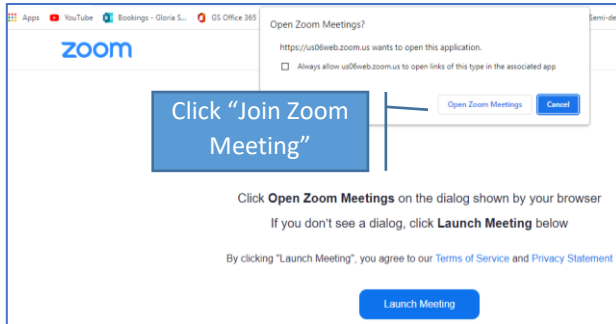 Apps YouTube Bookings - Gloria S... GS Office 365
Semi-de
Open Zoom Meetings?
https://us06web.zoom.us wants to open this application.
Always allow us06web.zoom.us to open links of this type in the associated app
Open Zoom Meetings Cancel
zoom
Click “Join Zoom
Meeting”
Click Open Zoom Meetings on the dialog shown by your browser
If you don't see a dialog, click Launch Meeting below
By clicking "Launch Meeting", you agree to our Terms of Service and Privacy Statement
Launch Meeting